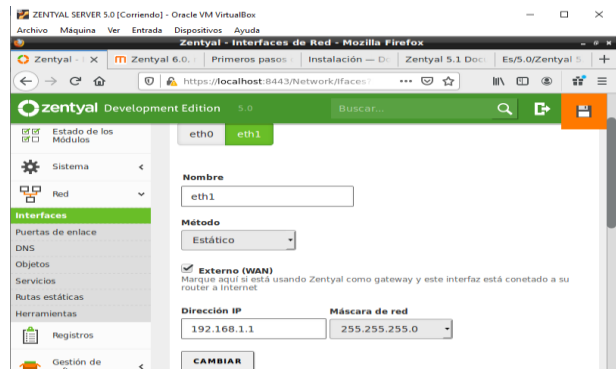 ZENTYAL SERVER 5.0 [Corriendo] - Oracle VM VirtualBox
Archivo Máquina Ver Entrada Dispositivos Ayuda
Zentyal - Interfaces de Red - Mozilla Firefox
Zentyal - I
Zentyal 6.0,
Primeros pasos
Instalación — Do
Zentyal 5.1 Doc
Es/5.0/Zentyal 5.
https://localhost:8443/Network/Ifaces?
zentyal Development Edition 5.0
Buscar...
Estado de los
Módulos
Sistema
Red
Interfaces
Puertas de enlace
DNS
Objetos
Servicios
Rutas estáticas
Herramientas
Registros
Gestión de
eth0 eth1
Nombre
eth1
Método
Estático
Externo (WAN)
Marque aquí si está usando Zentyal como gateway y este interfaz está conetado a su
router a Internet
Dirección IP Máscara de red
192.168.1.1 255.255.255.0
CAMBIAR